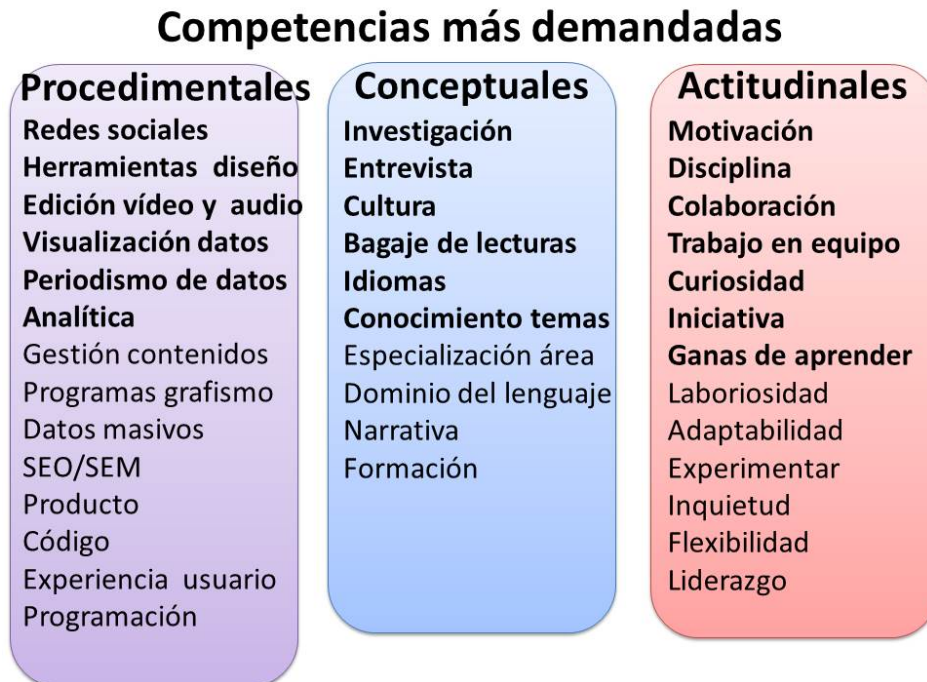 Competencias más demandadas
Procedimentales
Redes sociales
Herramientas diseño
Edición vídeo y audio
Visualización datos
Periodismo de datos
Analítica
Gestión contenidos
Programas grafismo
Datos masivos
SEO/SEM
Producto
Código
Experiencia usuario
Programación
Conceptuales
Investigación
Entrevista
Cultura
Bagaje de lecturas
Idiomas
Conocimiento temas
Especialización área
Dominio del lenguaje
Narrativa
Formación
Actitudinales
Motivación
Disciplina
Colaboración
Trabajo en equipo
Curiosidad
Iniciativa
Ganas de aprender
Laboriosidad
Adaptabilidad
Experimentar
Inquietud
Flexibilidad
Liderazgo